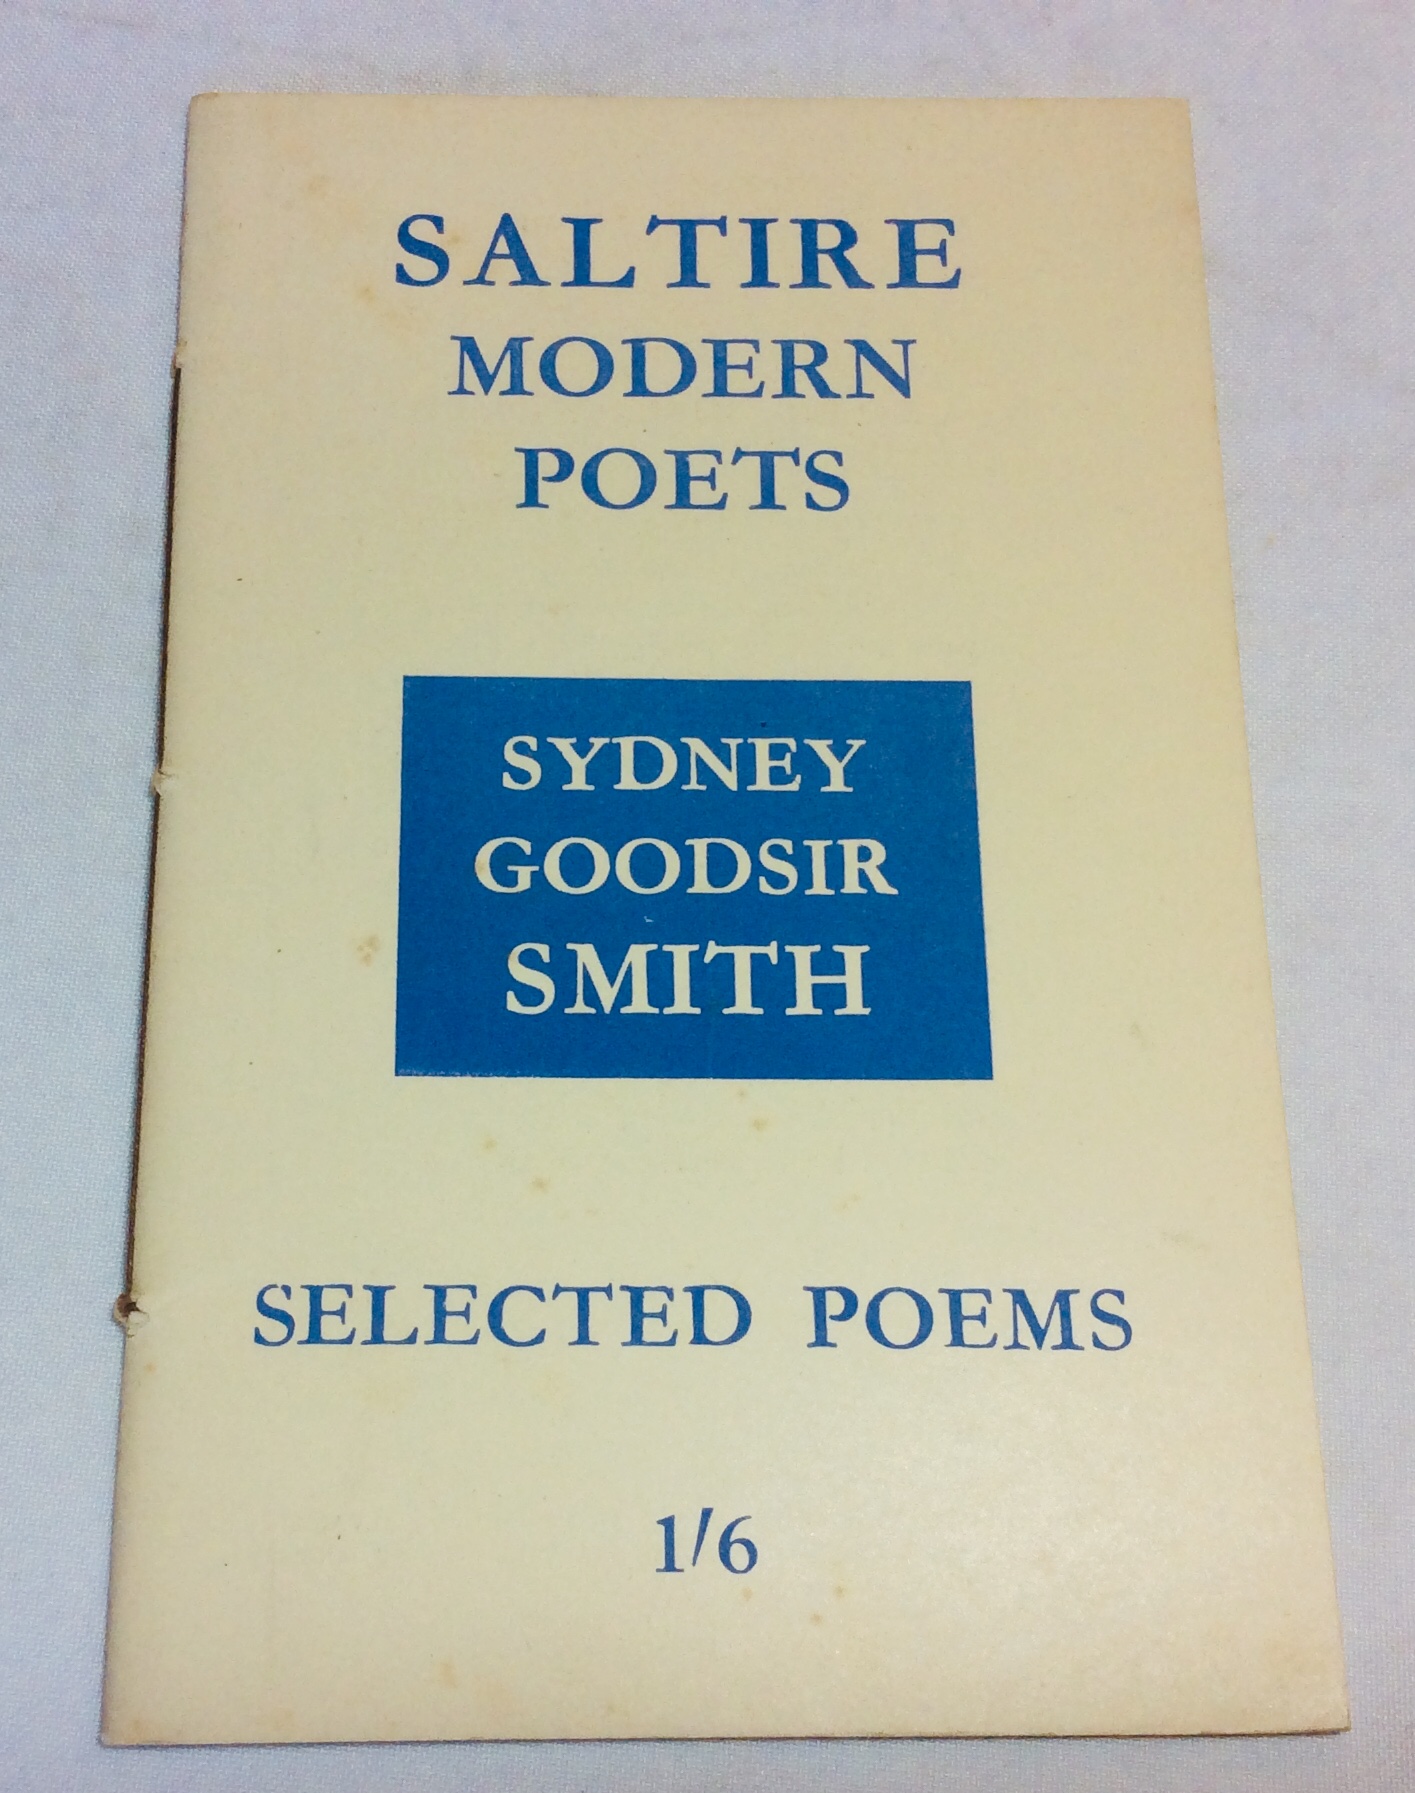 SALTIRE
MODERN
POETS
SYDNEY
GOODSIR
SMITH
SELECTED POEMS
1/6